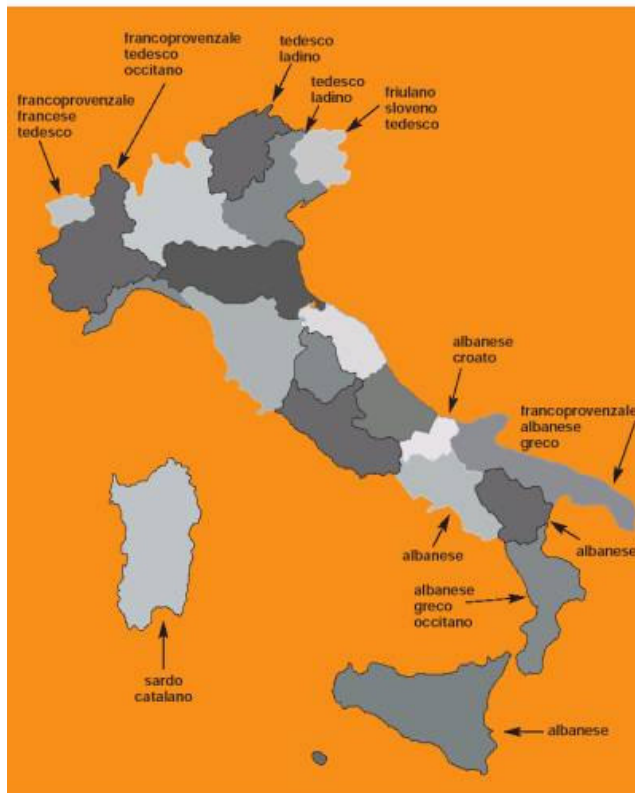 francoprovenzale
tedesco
occitano
tedesco
ladino
tedesco
ladino
friulano
sloveno
tedesco
francoprovenzale
francese
tedesco
albanese
croato
francoprovenzale
albanese
greco
albanese
albanese
albanese
greco
occitano
sardo
catalano
albanese